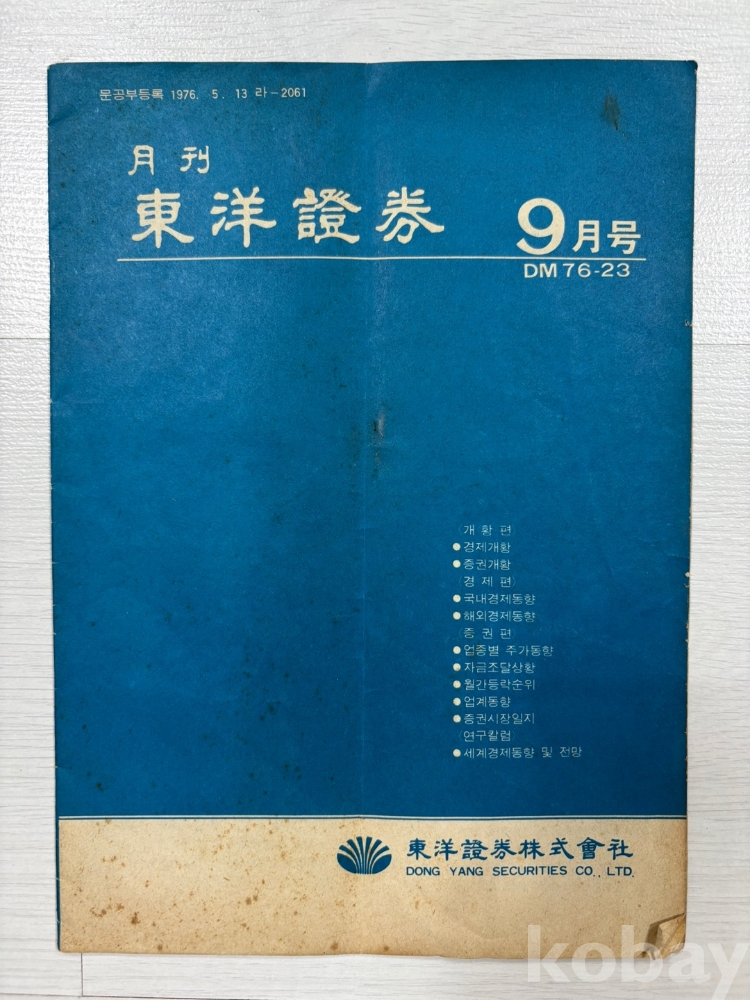 문공부등록 1976. 5. 13 라-2061
月刊
東洋證券 9月号
DM 76-23
〈개황편〉
●경제개황
●증권개황
〈경제편〉
●국내경제동향
●해외경제동향
〈증권편〉
●업종별 주가동향
●자금조달상황
●월간등락순위
●업계동향
●증권시장일지
〈연구칼럼〉
●세계경제동향 및 전망
東洋證券株式會社
DONG YANG SECURITIES CO., LTD.
kobay